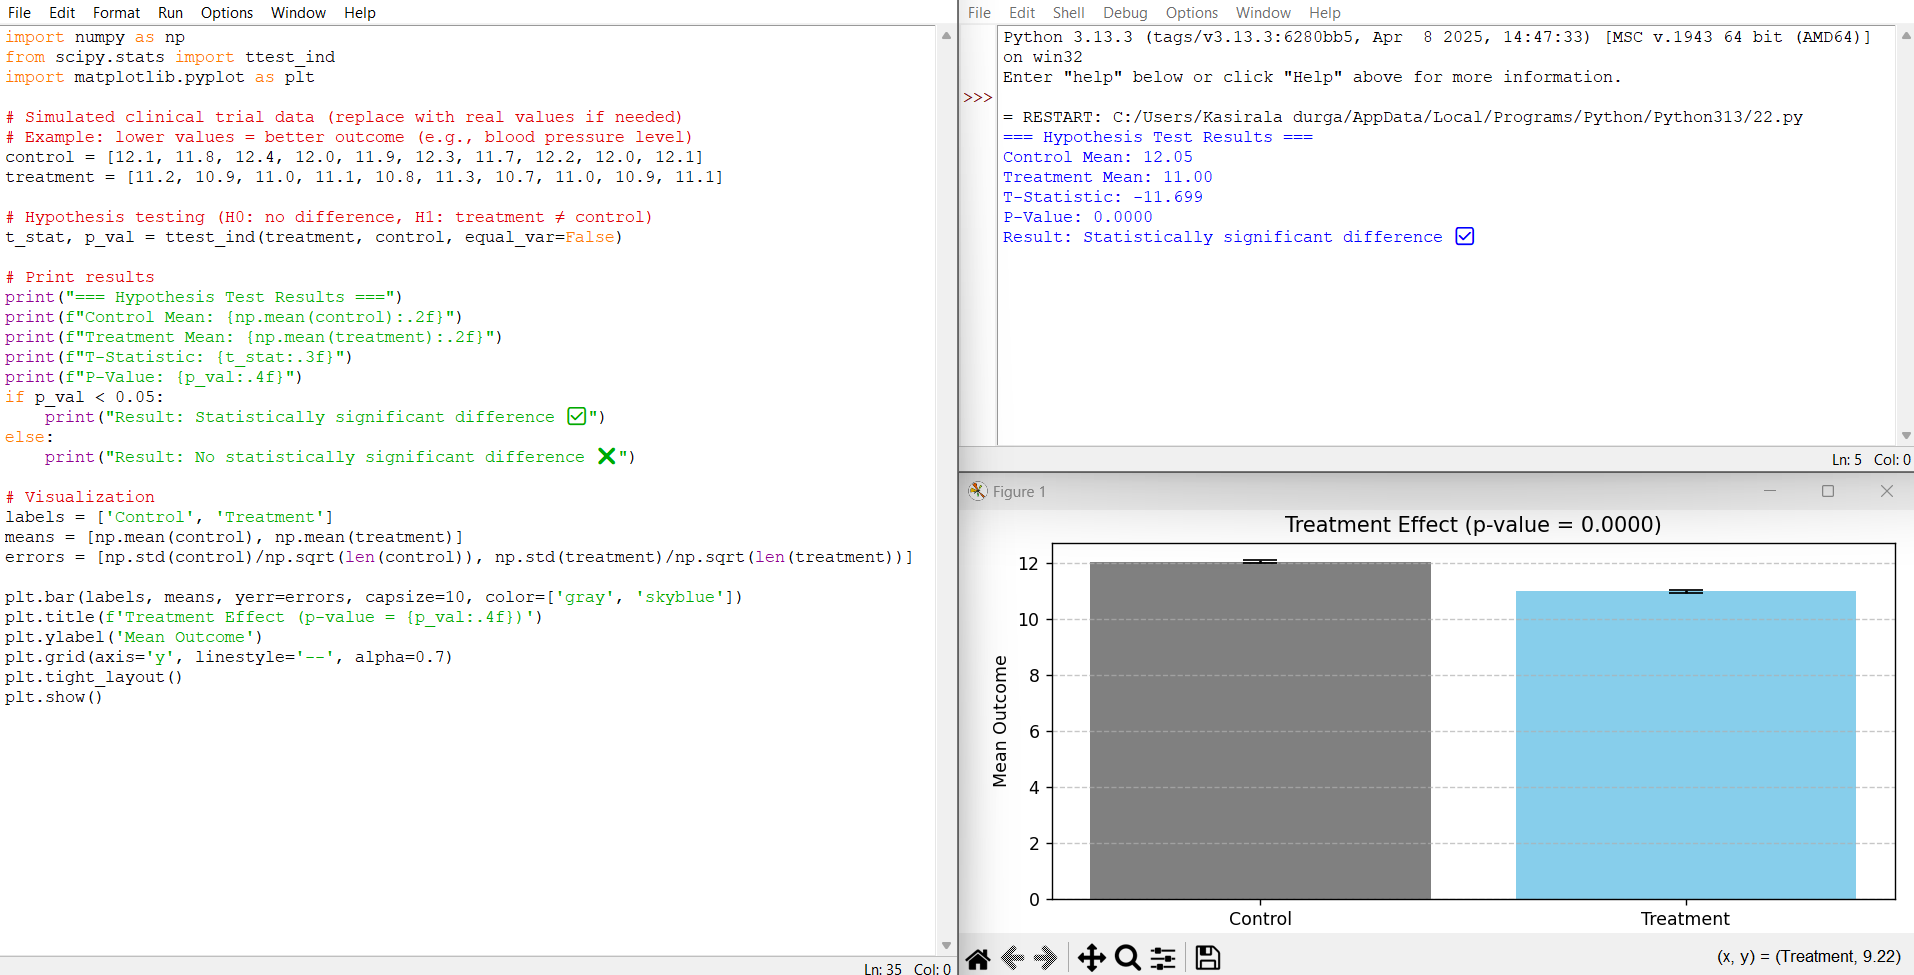 File Edit Format Run Options Window Help
import numpy as np
from scipy.stats import ttest_ind
import matplotlib.pyplot as plt
# Simulated clinical trial data (replace with real values if needed)
# Example: lower values = better outcome (e.g., blood pressure level)
control = [12.1, 11.8, 12.4, 12.0, 11.9, 12.3, 11.7, 12.2, 12.0, 12.1]
treatment = [11.2, 10.9, 11.0, 11.1, 10.8, 11.3, 10.7, 11.0, 10.9, 11.1]
# Hypothesis testing (H0: no difference, H1: treatment ≠ control)
t_stat, p_val = ttest_ind(treatment, control, equal_var=False)
# Print results
print("=== Hypothesis Test Results ===")
print(f"Control Mean: {np.mean(control):.2f}")
print(f"Treatment Mean: {np.mean(treatment):.2f}")
print(f"T-Statistic: {t_stat:.3f}")
print(f"P-Value: {p_val:.4f}")
if p_val < 0.05:
    print("Result: Statistically significant difference ✅")
else:
    print("Result: No statistically significant difference ❌")
# Visualization
labels = ['Control', 'Treatment']
means = [np.mean(control), np.mean(treatment)]
errors = [np.std(control)/np.sqrt(len(control)), np.std(treatment)/np.sqrt(len(treatment))]
plt.bar(labels, means, yerr=errors, capsize=10, color=['gray', 'skyblue'])
plt.title(f'Treatment Effect (p-value = {p_val:.4f})')
plt.ylabel('Mean Outcome')
plt.grid(axis='y', linestyle='--', alpha=0.7)
plt.tight_layout()
plt.show()
Ln: 35 Col: 0
File Edit Shell Debug Options Window Help
Python 3.13.3 (tags/v3.13.3:6280bb5, Apr  8 2025, 14:47:33) [MSC v.1943 64 bit (AMD64)]
on win32
Enter "help" below or click "Help" above for more information.
>>>
= RESTART: C:/Users/Kasirala durga/AppData/Local/Programs/Python/Python313/22.py
=== Hypothesis Test Results ===
Control Mean: 12.05
Treatment Mean: 11.00
T-Statistic: -11.699
P-Value: 0.0000
Result: Statistically significant difference ✅
Ln: 5 Col: 0
Figure 1
Treatment Effect (p-value = 0.0000)
12
10
8
6
4
2
0
Mean Outcome
Control Treatment
(x, y) = (Treatment, 9.22)